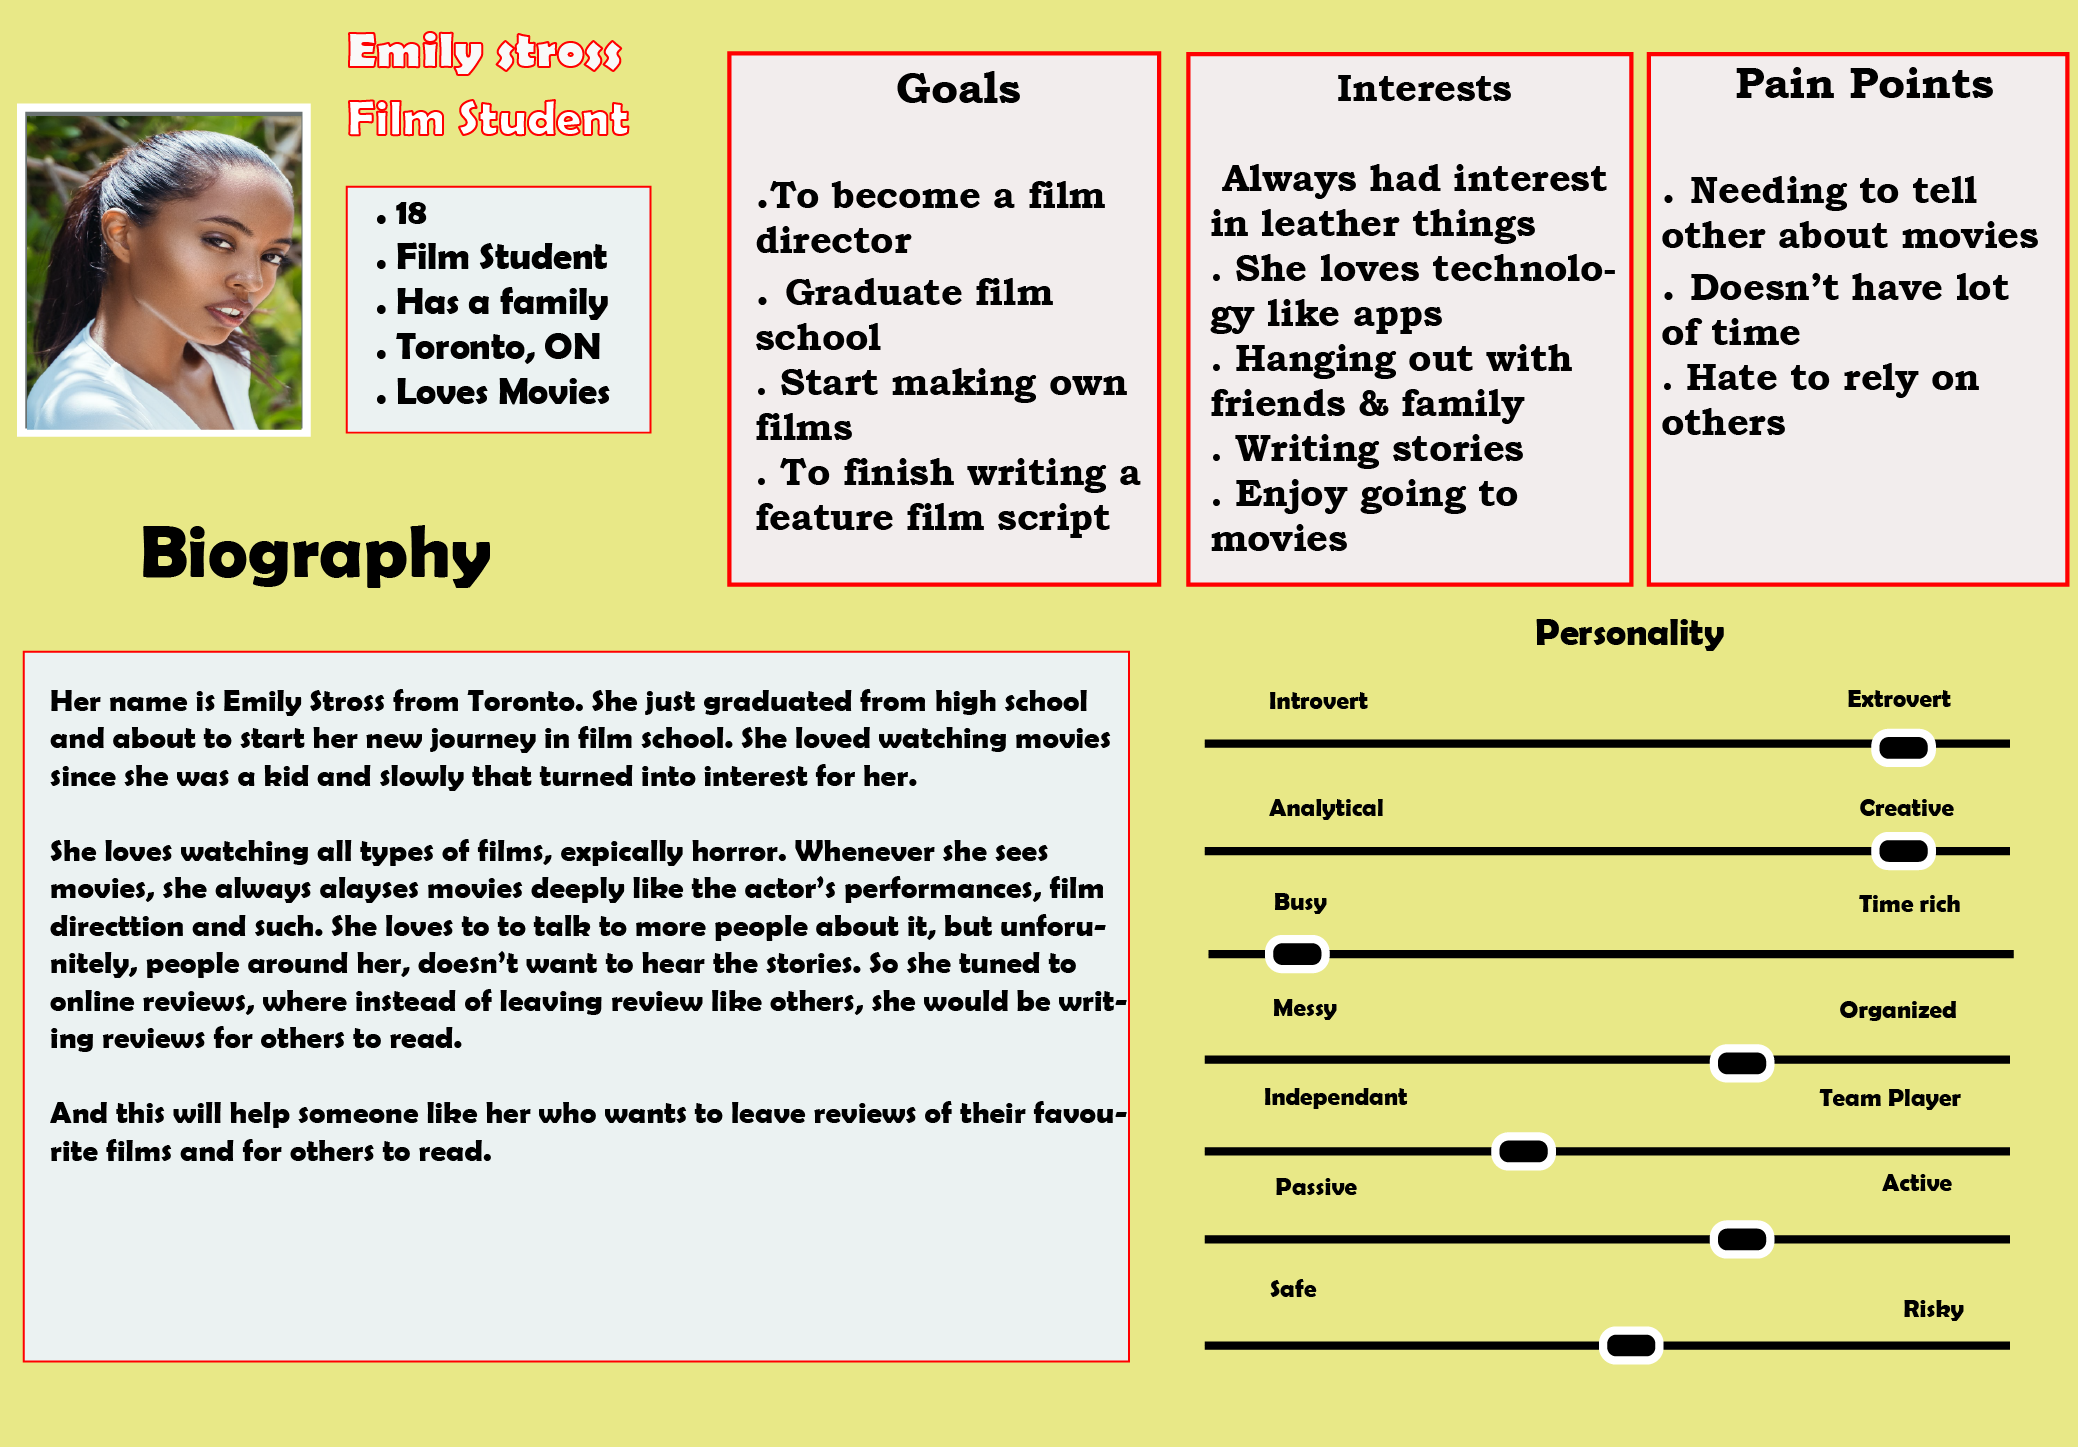 Emily stross
Film Student
. 18
. Film Student
. Has a family
. Toronto, ON
. Loves Movies
Goals
.To become a film
director
. Graduate film
school
. Start making own
films
. To finish writing a
feature film script
Interests
Always had interest
in leather things
. She loves technolo-
gy like apps
. Hanging out with
friends & family
. Writing stories
. Enjoy going to
movies
Pain Points
. Needing to tell
other about movies
. Doesn’t have lot
of time
. Hate to rely on
others
Biography
Her name is Emily Stross from Toronto. She just graduated from high school
and about to start her new journey in film school. She loved watching movies
since she was a kid and slowly that turned into interest for her.
She loves watching all types of films, expically horror. Whenever she sees
movies, she always alayses movies deeply like the actor’s performances, film
directtion and such. She loves to to talk to more people about it, but unforu-
nitely, people around her, doesn’t want to hear the stories. So she tuned to
online reviews, where instead of leaving review like others, she would be writ-
ing reviews for others to read.
And this will help someone like her who wants to leave reviews of their favou-
rite films and for others to read.
Personality
Introvert Extrovert
Analytical Creative
Busy Time rich
Messy Organized
Independant Team Player
Passive Active
Safe
Risky